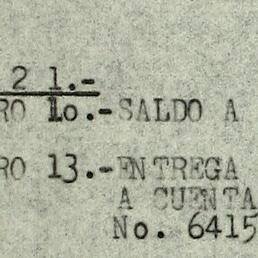 2 1.-
RO 1o.-SALDO A
RO 13.-ENTREGA
A CUENTA
No. 6415